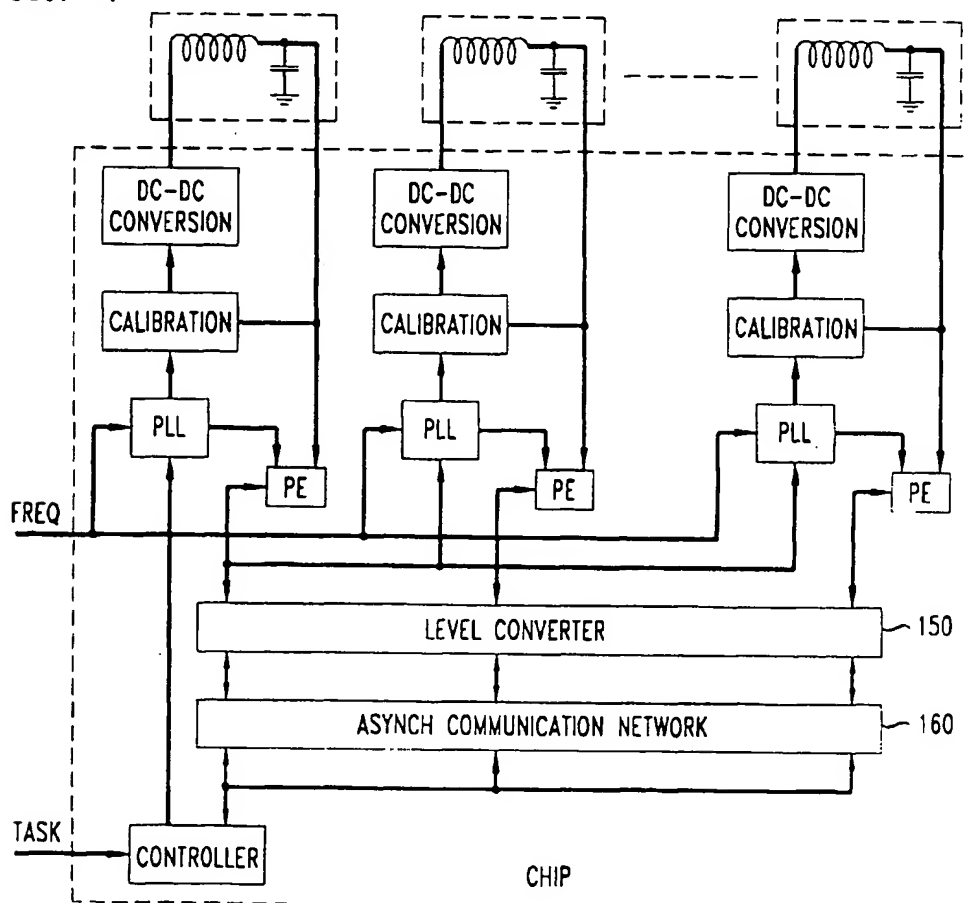 DC-DC
CONVERSION
DC-DC
CONVERSION
DC-DC
CONVERSION
CALIBRATION
CALIBRATION
CALIBRATION
PLL
PLL
PLL
PE
PE
PE
FREQ
LEVEL CONVERTER
150
ASYNCH COMMUNICATION NETWORK
160
TASK
CONTROLLER
CHIP